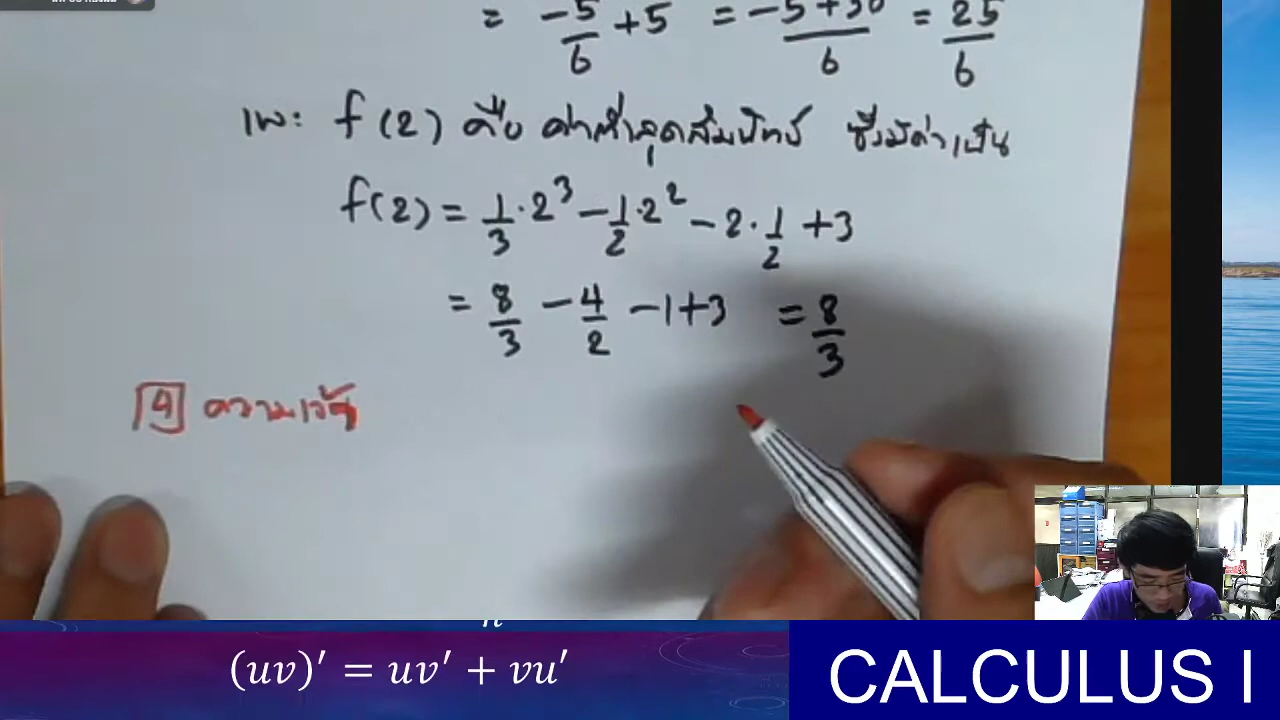 = -5/6 + 5 = -5+30/6 = 25/6
และ f(2) คือ ค่าต่ำสุดสัมพัทธ์ ซึ่งมีค่าเป็น
f(2) = 1/3 · 2³ - 1/2 · 2² - 2 · 1/2 + 3
= 8/3 - 4/2 - 1 + 3 = 8/3
4 ความเว้า
(uv)′ = uv′ + vu′
CALCULUS I